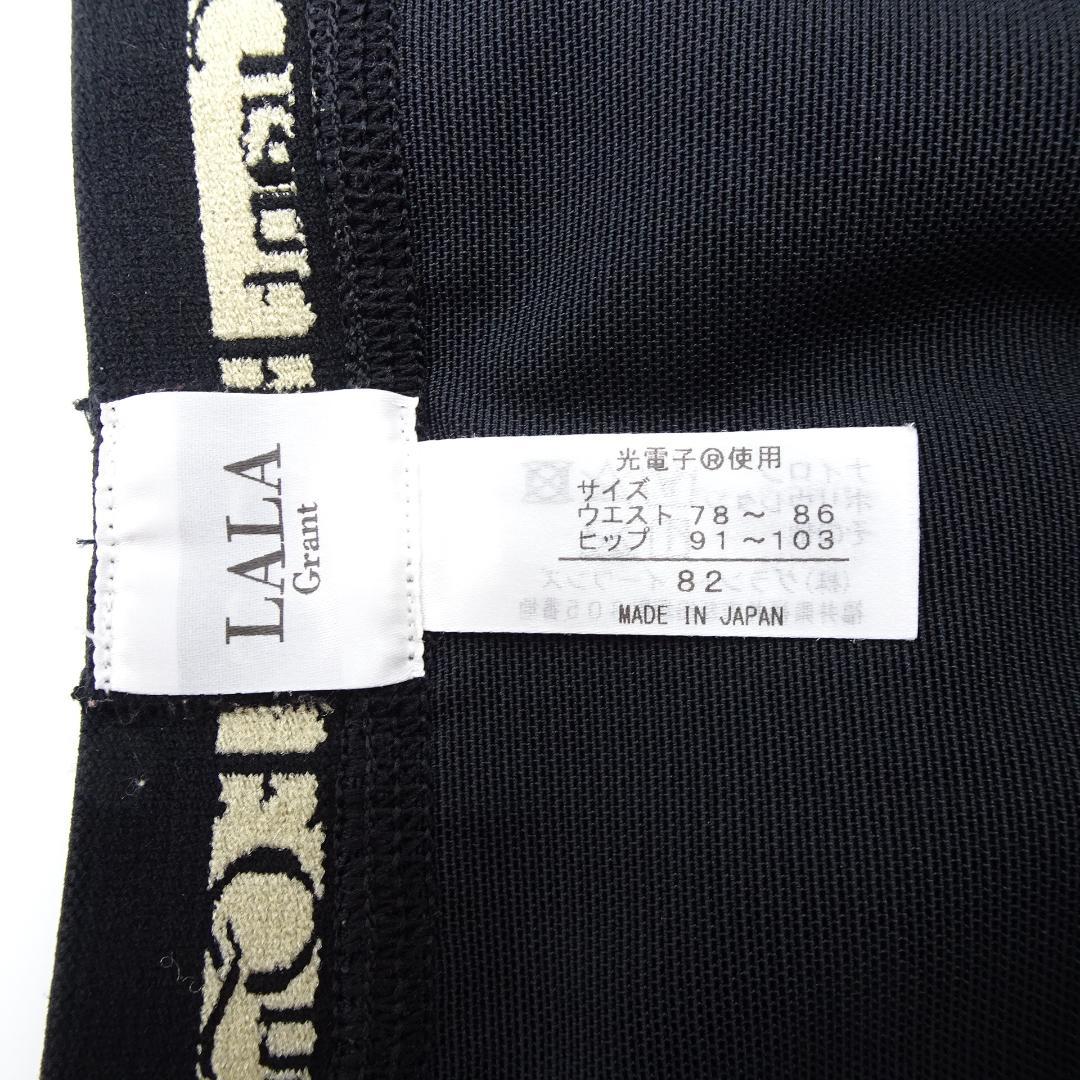 LALA
Grant
光電子®使用
サイズ
ウエスト 78～ 86
ヒップ 91～103
82
MADE IN JAPAN